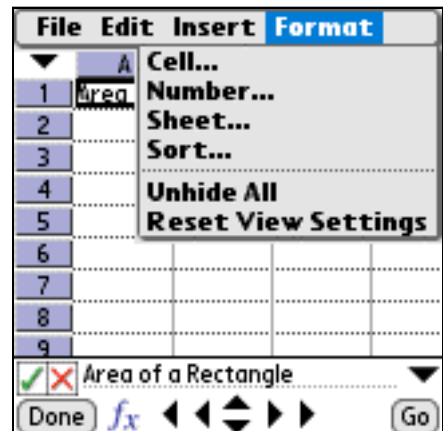 File Edit Insert Format
A
Cell...
1 Area
Number...
2
Sheet...
3
Sort...
4
Unhide All
5
Reset View Settings
6
7
8
9
Area of a Rectangle
Done fx Go